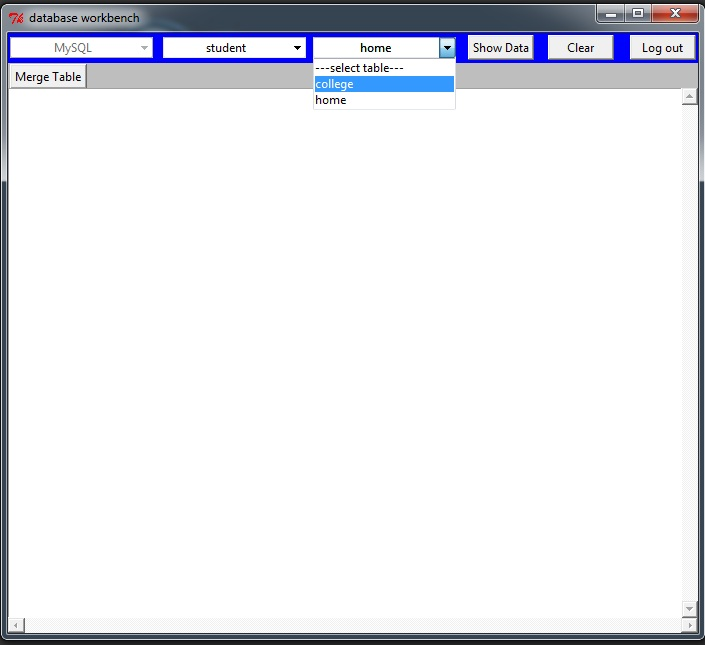 database workbench
MySQL student home Show Data Clear Log out
Merge Table
---select table---
college
home